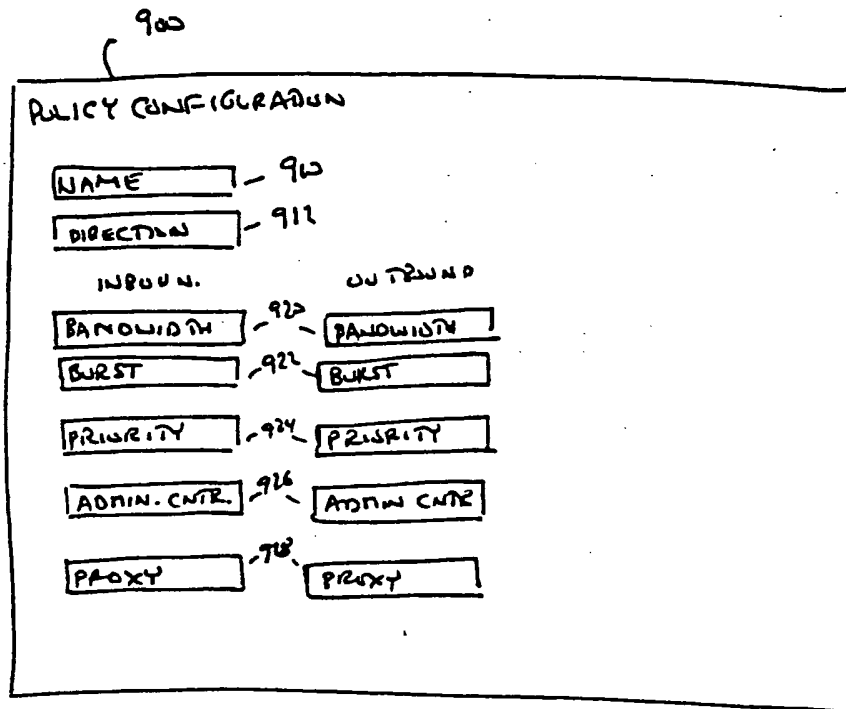 900
POLICY CONFIGURATION
NAME 910
DIRECTION 912
INBOUN. OUTBOUND
BANDWIDTH 920 BANDWIDTH
BURST 922 BURST
PRIORITY 924 PRIORITY
ADMIN. CNTR. 926 ADMIN CNTR
PROXY 928 PROXY